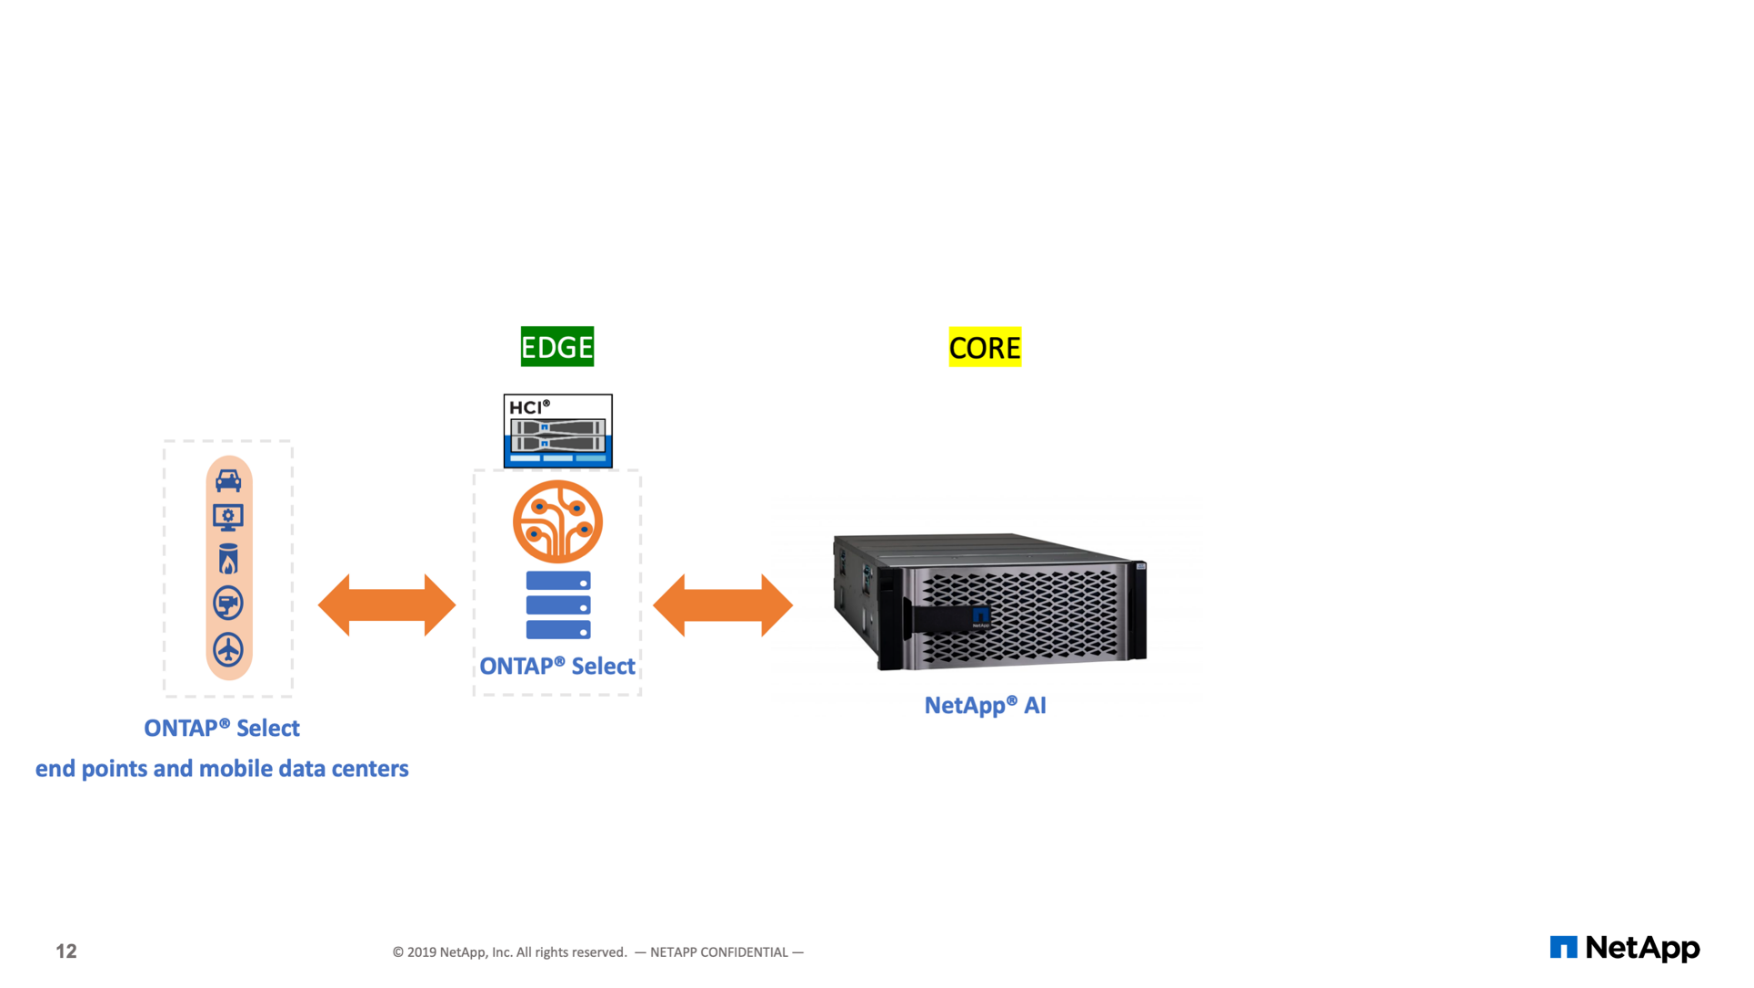 EDGE
CORE
HCI®
ONTAP® Select
NetApp® AI
ONTAP® Select
end points and mobile data centers
12
© 2019 NetApp, Inc. All rights reserved. — NETAPP CONFIDENTIAL —
NetApp